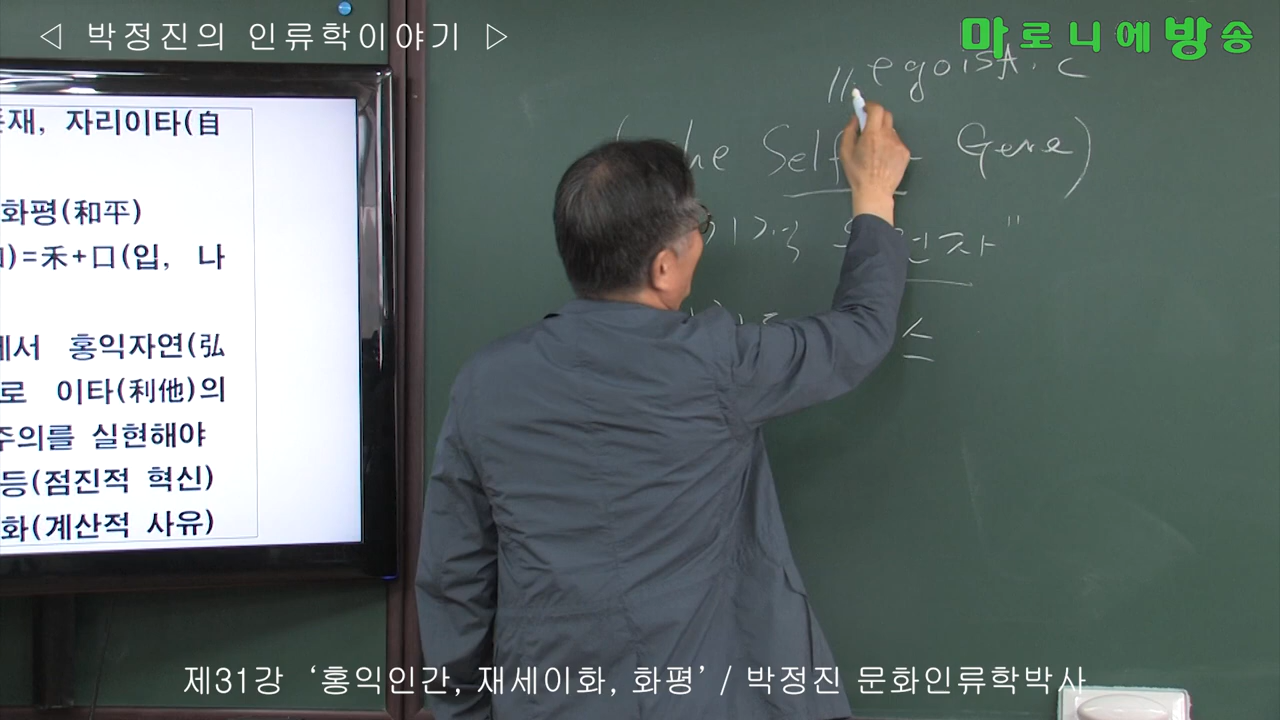 ◁ 박정진의 인류학이야기 ▷
마로니에방송
존재, 자리이타(自
화평(和平)
)=禾+口(입, 나
에서 홍익자연(弘
로 이타(利他)의
주의를 실현해야
등(점진적 혁신)
화(계산적 사유)
egoistic
Gene)
제31강 '홍익인간, 재세이화, 화평' / 박정진 문화인류학박사